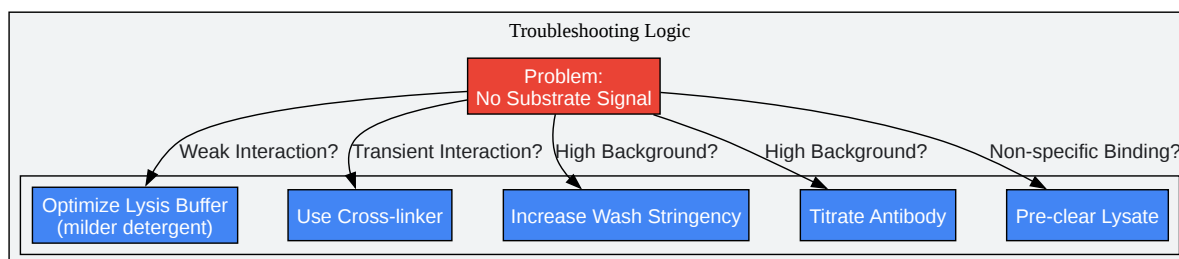 Troubleshooting Logic
Problem:
No Substrate Signal
Weak Interaction?
Transient Interaction?
High Background?
High Background?
Non-specific Binding?
Optimize Lysis Buffer
(milder detergent)
Use Cross-linker
Increase Wash Stringency
Titrate Antibody
Pre-clear Lysate